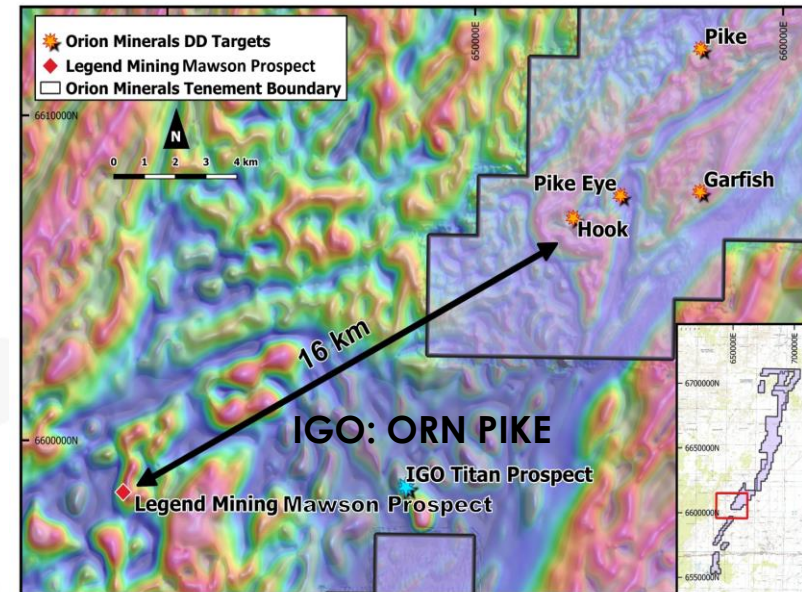 Orion Minerals DD Targets
Legend Mining Mawson Prospect
Orion Minerals Tenement Boundary
650000E
660000E
Pike
6610000N
N
0 1 2 3 4 km
Pike Eye
Garfish
Hook
16 km
IGO: ORN PIKE
6600000N
IGO Titan Prospect
Legend Mining Mawson Prospect
650000E
700000E
6700000N
6650000N
6600000N
6550000N